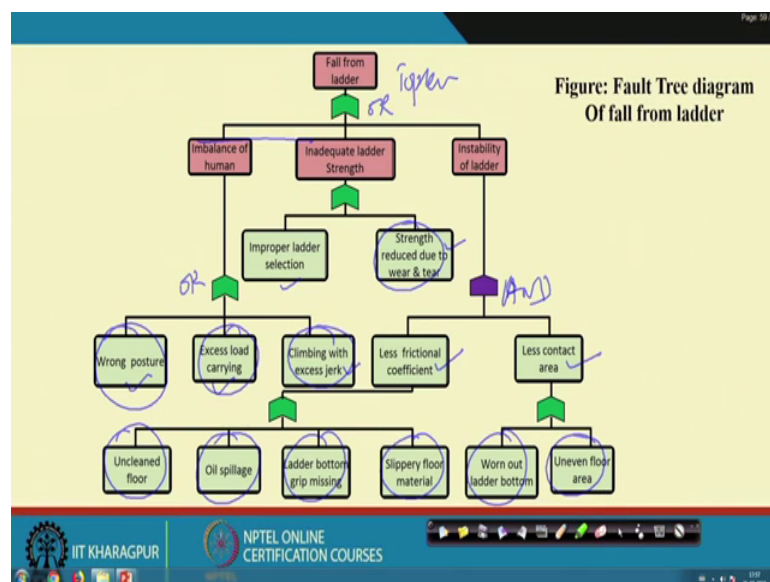 Page: 59
Fall from
ladder
OR
Figure: Fault Tree diagram
Of fall from ladder
Imbalance of
human
Inadequate ladder
Strength
Instability
of ladder
Improper ladder
selection
Strength
reduced due to
wear & tear
OR
AND
Wrong posture
Excess load
carrying
Climbing with
excess jerk
Less frictional
coefficient
Less contact
area
Uncleaned
floor
Oil spillage
Ladder bottom
grip missing
Slippery floor
material
Worn out
ladder bottom
Uneven floor
area
IIT KHARAGPUR
NPTEL ONLINE
CERTIFICATION COURSES